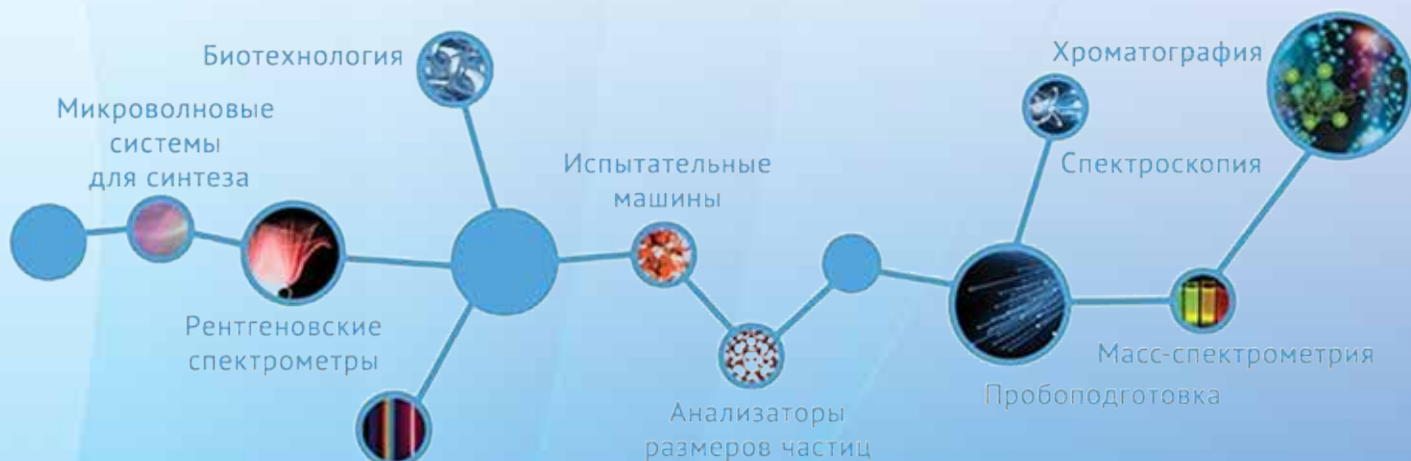 Биотехнология
Микроволновые
системы
для синтеза
Рентгеновские
спектрометры
Испытательные
машины
Анализаторы
размеров частиц
Хроматография
Спектроскопия
Масс-спектрометрия
Пробоподготовка